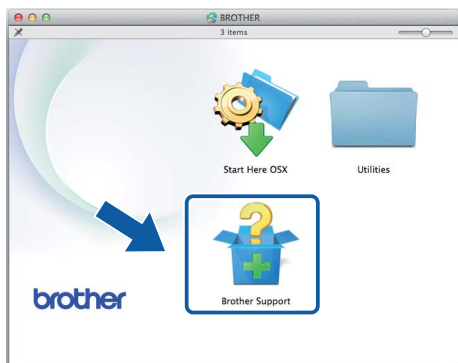 BROTHER
3 items
Start Here OSX
Utilities
Brother Support
brother